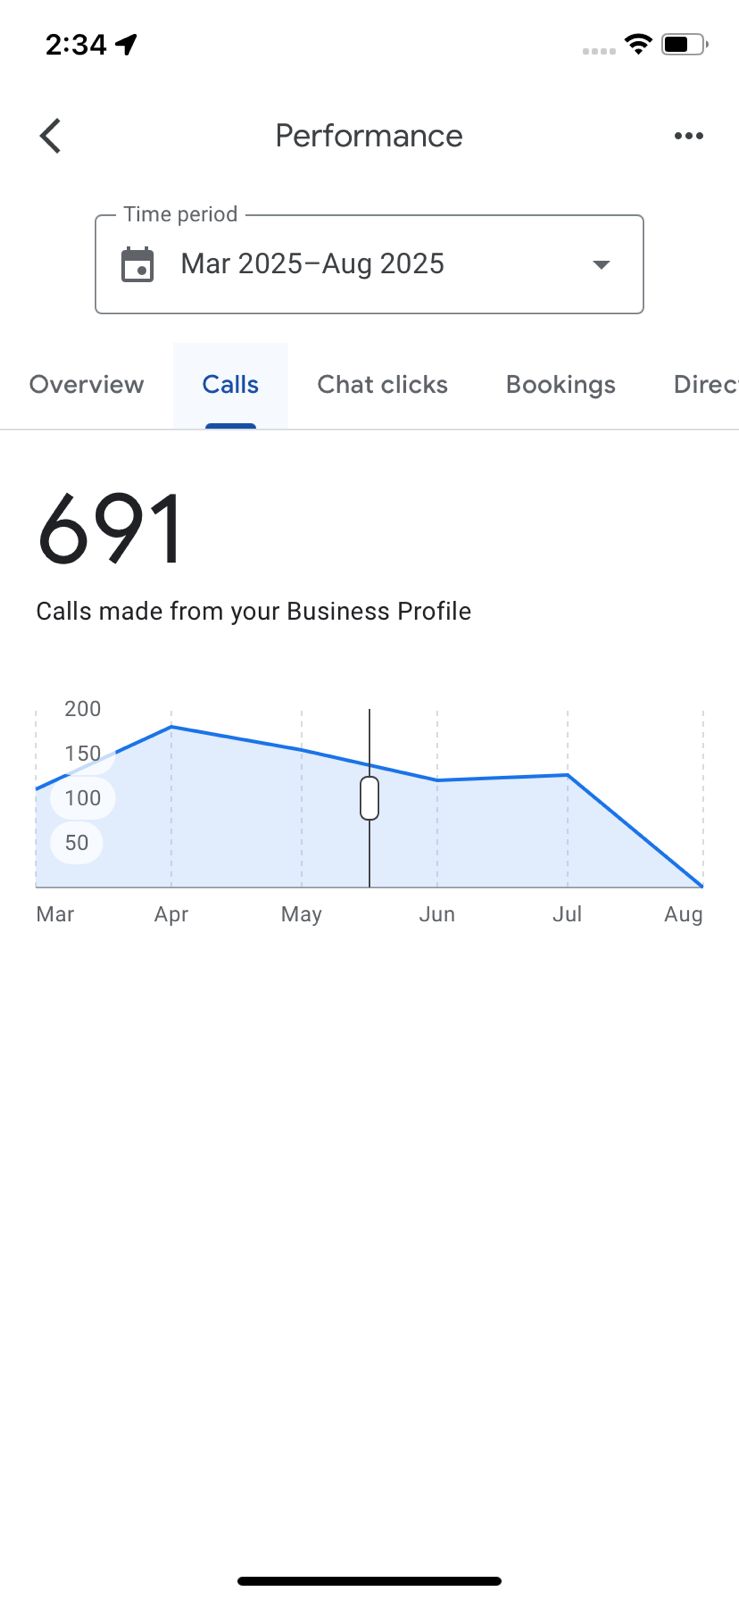 2:34
Performance
Time period
Mar 2025–Aug 2025
Overview Calls Chat clicks Bookings Direc
691
Calls made from your Business Profile
200
150
100
50
Mar Apr May Jun Jul Aug